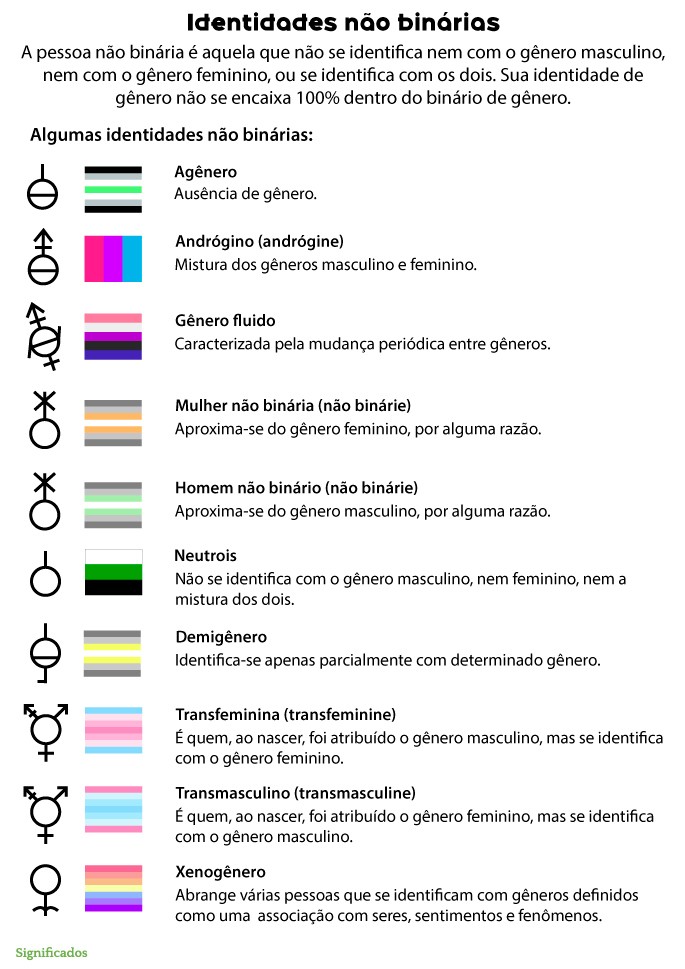 Identidades não binárias
A pessoa não binária é aquela que não se identifica nem com o gênero masculino,
nem com o gênero feminino, ou se identifica com os dois. Sua identidade de
gênero não se encaixa 100% dentro do binário de gênero.
Algumas identidades não binárias:
Agênero
Ausência de gênero.
Andrógino (andrógine)
Mistura dos gêneros masculino e feminino.
Gênero fluido
Caracterizada pela mudança periódica entre gêneros.
Mulher não binária (não binárie)
Aproxima-se do gênero feminino, por alguma razão.
Homem não binário (não binárie)
Aproxima-se do gênero masculino, por alguma razão.
Neutrois
Não se identifica com o gênero masculino, nem feminino, nem a
mistura dos dois.
Demigênero
Identifica-se apenas parcialmente com determinado gênero.
Transfeminina (transfeminine)
É quem, ao nascer, foi atribuído o gênero masculino, mas se identifica
com o gênero feminino.
Transmasculino (transmasculine)
É quem, ao nascer, foi atribuído o gênero feminino, mas se identifica
com o gênero masculino.
Xenogênero
Abrange várias pessoas que se identificam com gêneros definidos
como uma associação com seres, sentimentos e fenômenos.
Significados